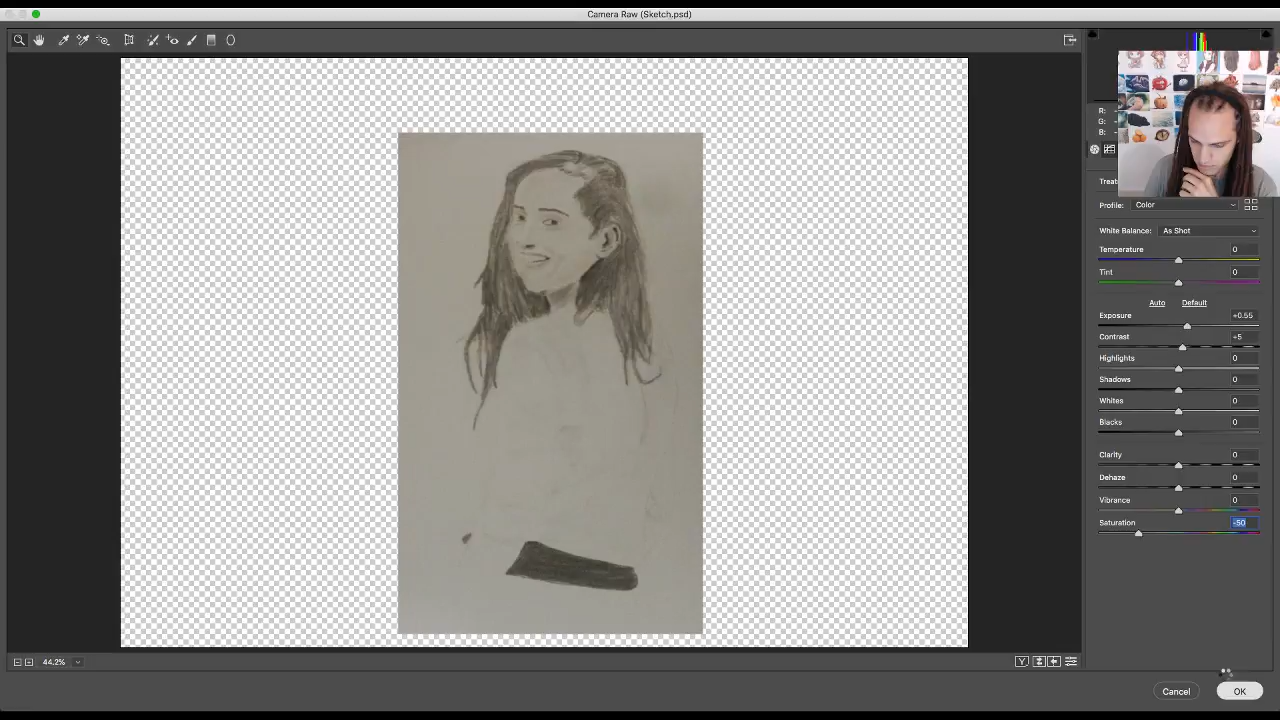 Camera Raw (Sketch.psd)
R:
G:
B:
Profile: Color
White Balance: As Shot
Temperature 0
Tint 0
Auto Default
Exposure +0.55
Contrast +5
Highlights 0
Shadows 0
Whites 0
Blacks 0
Clarity 0
Dehaze 0
Vibrance 0
Saturation -50
44.2%
Y
Cancel OK